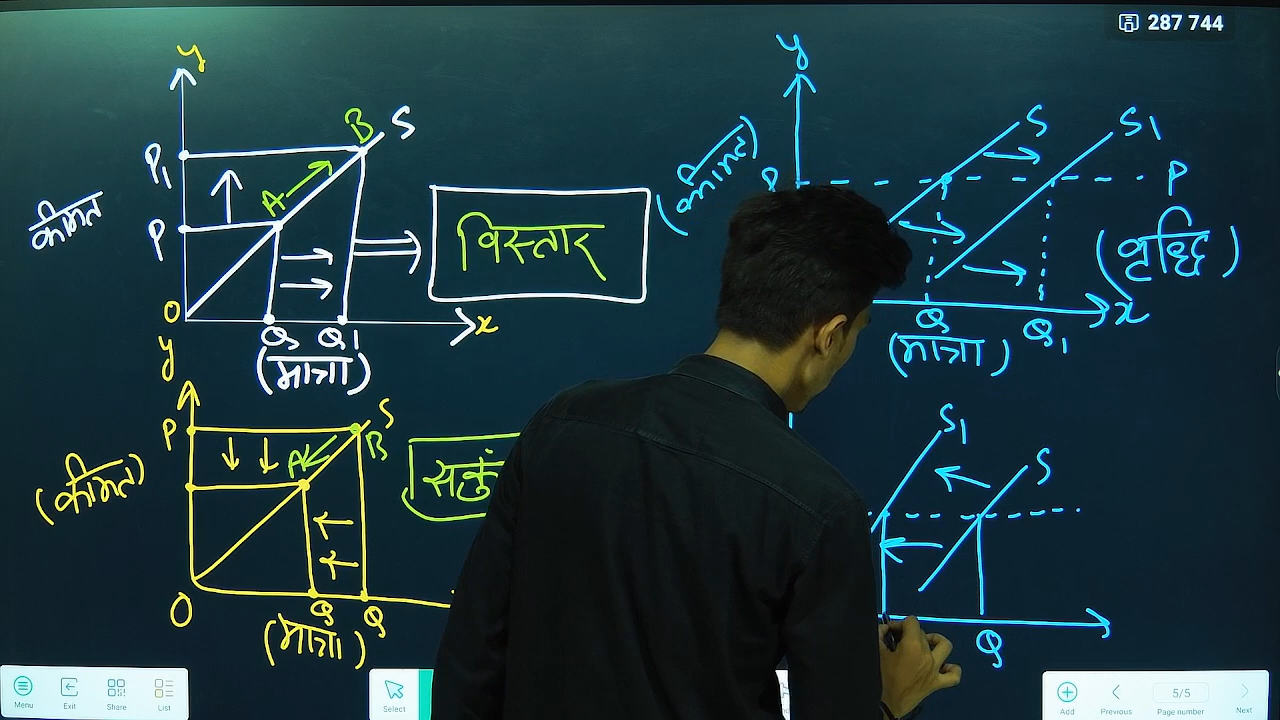 287 744
y
P₁
P
O
कीमत
A
B
S
x
Q Q₁
(मात्रा)
विस्तार
y
(कीमत)
S
S₁
P
(वृद्धि)
x
Q
Q₁
(मात्रा)
y
P
(कीमत)
S
B
A
O
Q Q
(मात्रा)
S₁
S
Q
Menu
Exit
Share
List
Select
Add
Previous
5/5
Page number
Next